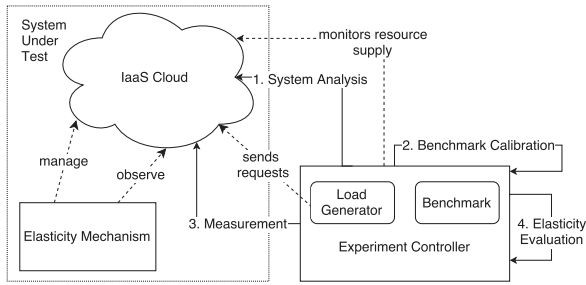 System
Under
Test
IaaS Cloud
monitors resource
supply
1. System Analysis
2. Benchmark Calibration
manage
observe
sends
requests
Load
Generator
Benchmark
3. Measurement
4. Elasticity
Evaluation
Elasticity Mechanism
Experiment Controller